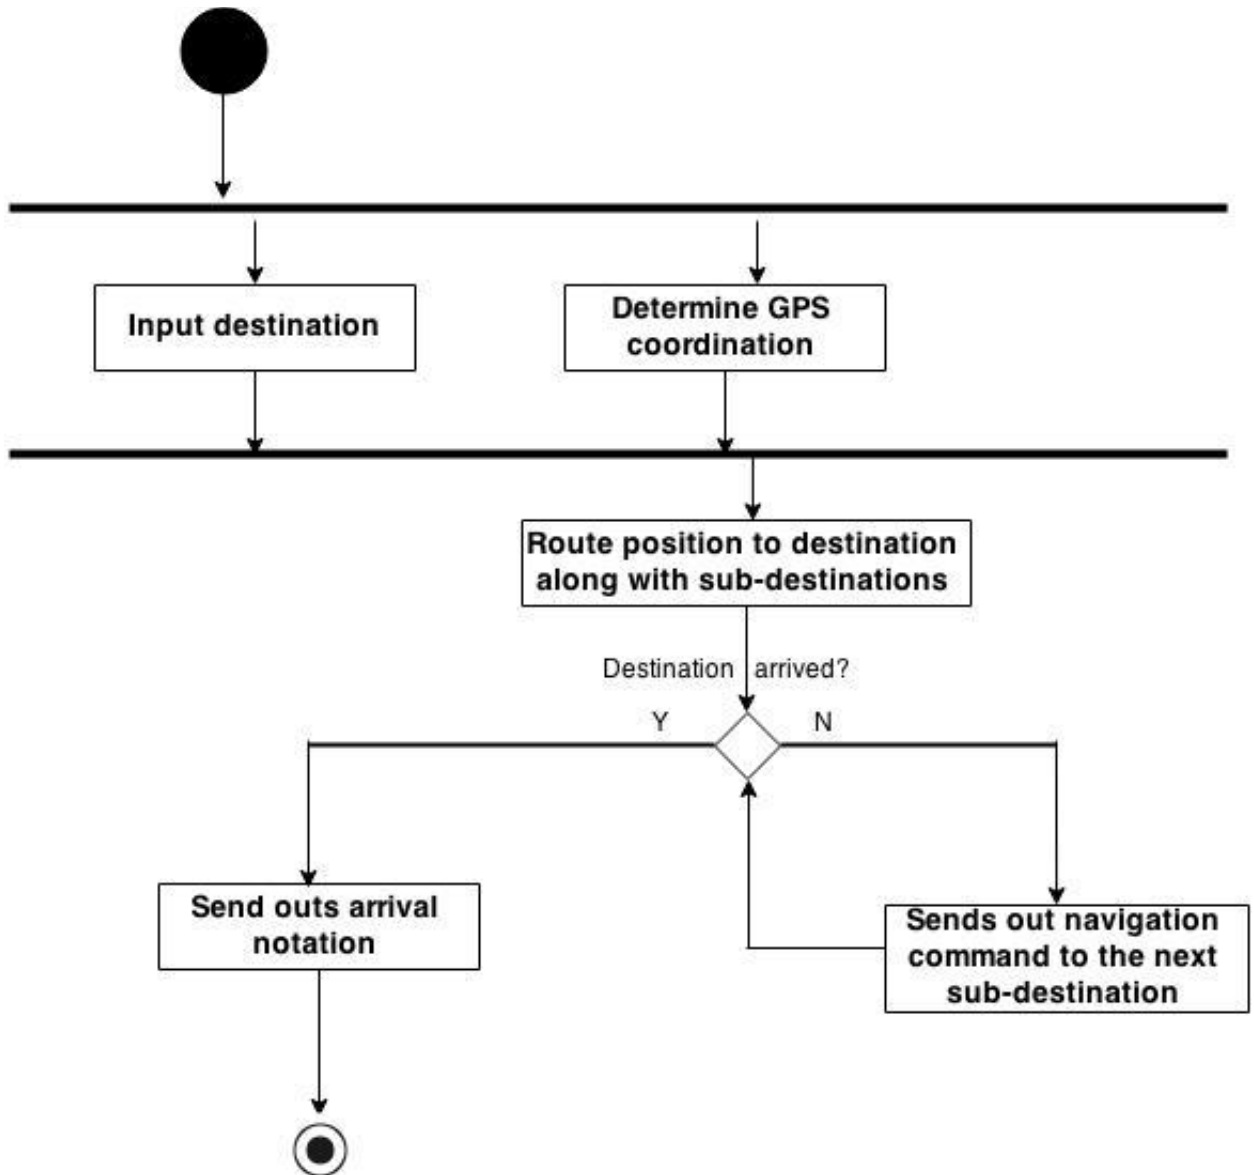 Input destination
Determine GPS
coordination
Route position to destination
along with sub-destinations
Destination arrived?
Y
N
Send outs arrival
notation
Sends out navigation
command to the next
sub-destination